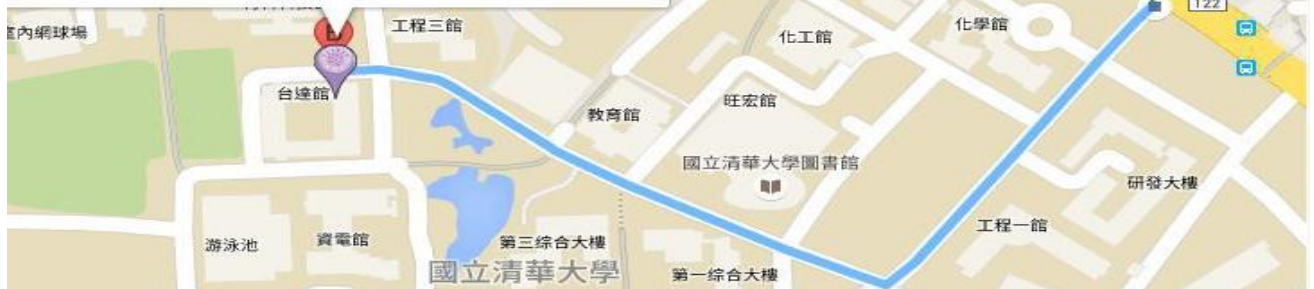 122
室內網球場
工程三館
化工館
化學館
台達館
教育館
旺宏館
國立清華大學圖書館
研發大樓
游泳池
資電館
第三综合大樓
工程一館
國立清華大學
第一综合大樓